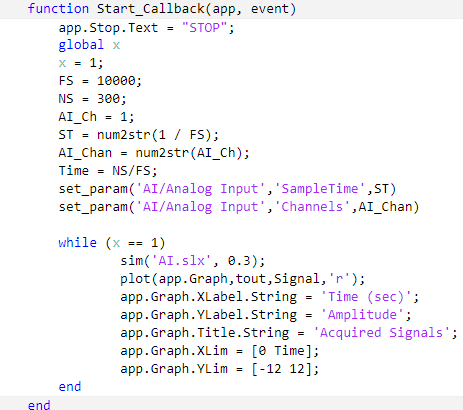 function Start_Callback(app, event)
    app.Stop.Text = "STOP";
    global x
    x = 1;
    FS = 10000;
    NS = 300;
    AI_Ch = 1;
    ST = num2str(1 / FS);
    AI_Chan = num2str(AI_Ch);
    Time = NS/FS;
    set_param('AI/Analog Input','SampleTime',ST)
    set_param('AI/Analog Input','Channels',AI_Chan)

    while (x == 1)
            sim('AI.slx', 0.3);
            plot(app.Graph,tout,Signal,'r');
            app.Graph.XLabel.String = 'Time (sec)';
            app.Graph.YLabel.String = 'Amplitude';
            app.Graph.Title.String = 'Acquired Signals';
            app.Graph.XLim = [0 Time];
            app.Graph.YLim = [-12 12];
    end
end